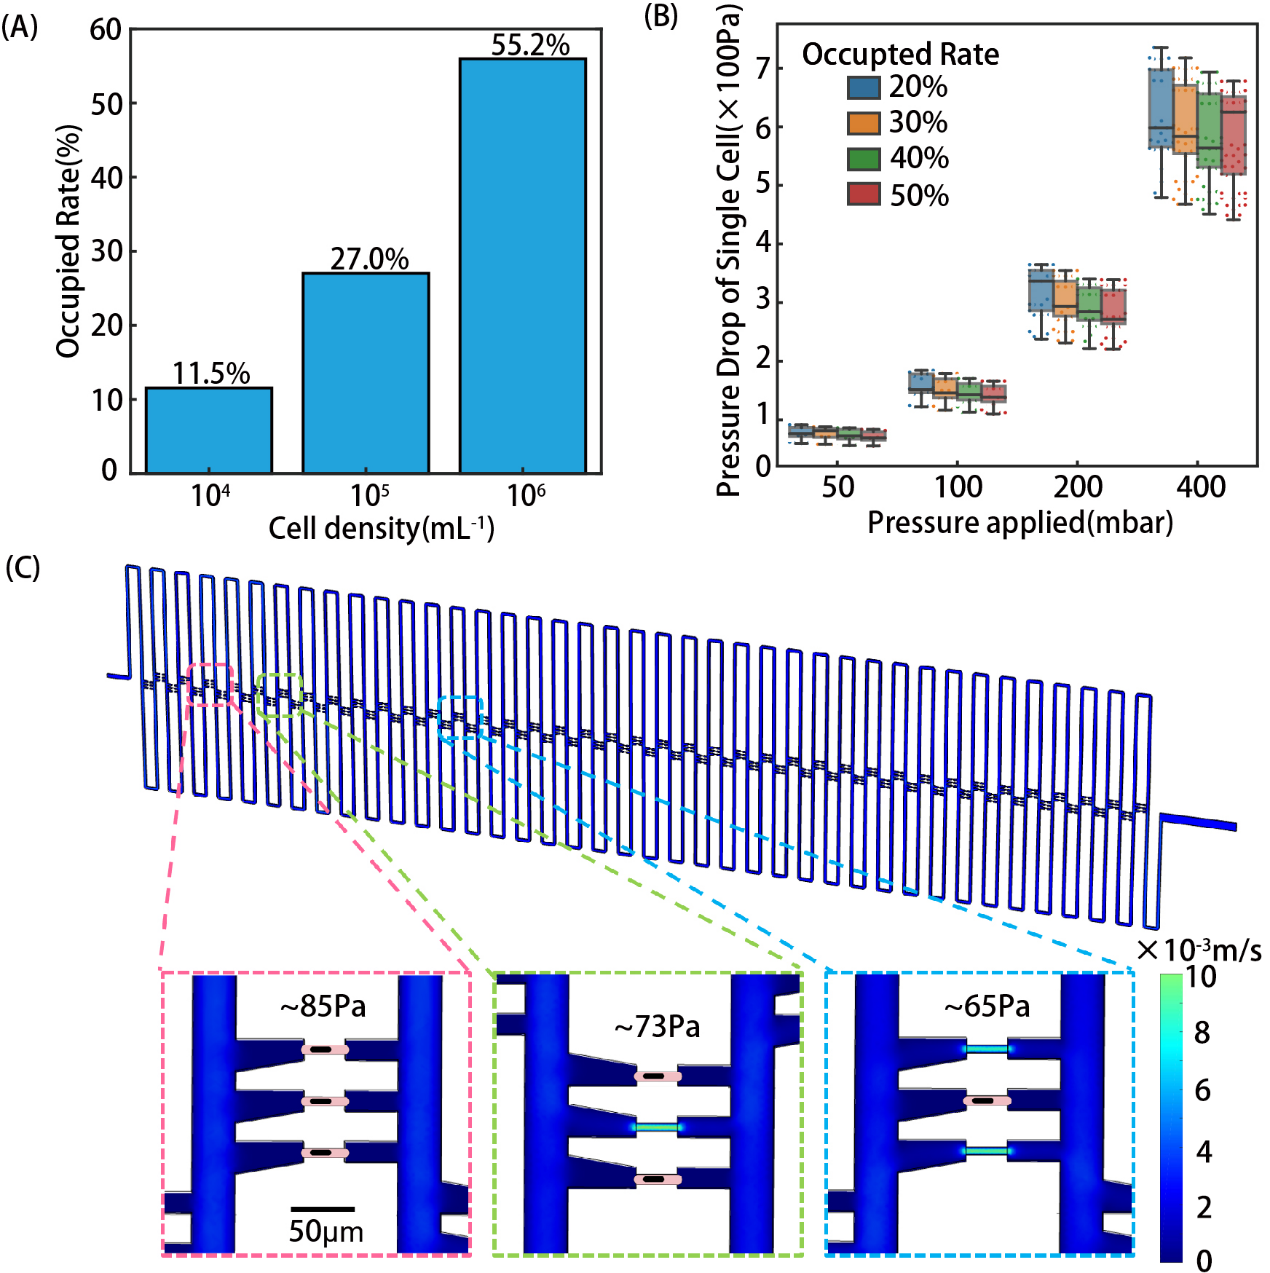 (A)
60
50
40
30
20
10
0
Occupied Rate(%)
11.5%
27.0%
55.2%
10⁴ 10⁵ 10⁶
Cell density(mL⁻¹)
(B)
Pressure Drop of Single Cell(×100Pa)
7
6
5
4
3
2
1
0
Occupted Rate
20%
30%
40%
50%
50 100 200 400
Pressure applied(mbar)
(C)
~85Pa
50μm
~73Pa
~65Pa
×10⁻³m/s
10
8
6
4
2
0